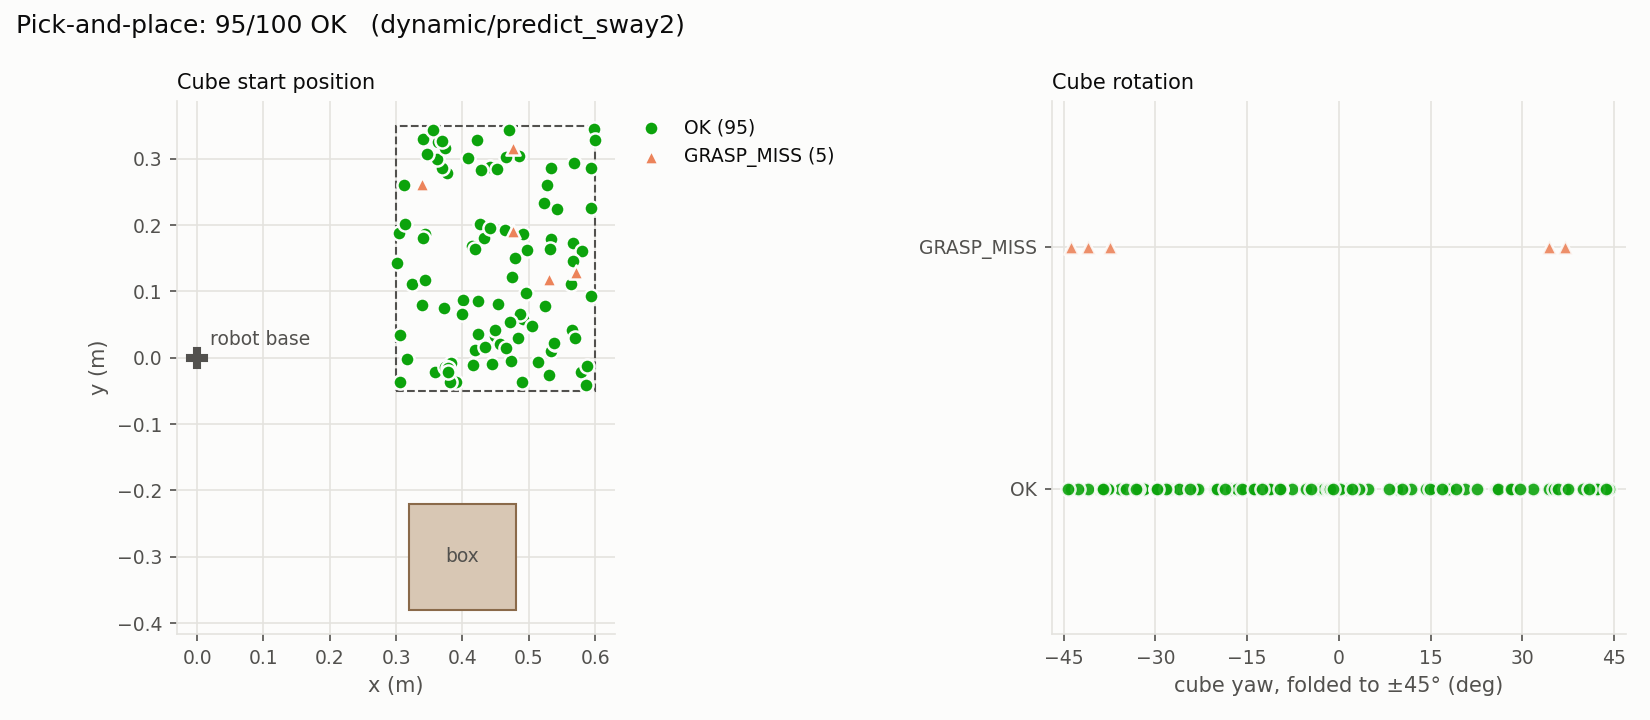 Pick-and-place: 95/100 OK   (dynamic/predict_sway2)
Cube start position
OK (95)
GRASP_MISS (5)
0.3
0.2
0.1
0.0
−0.1
−0.2
−0.3
−0.4
y (m)
robot base
box
0.0 0.1 0.2 0.3 0.4 0.5 0.6
x (m)
Cube rotation
GRASP_MISS
OK
−45 −30 −15 0 15 30 45
cube yaw, folded to ±45° (deg)